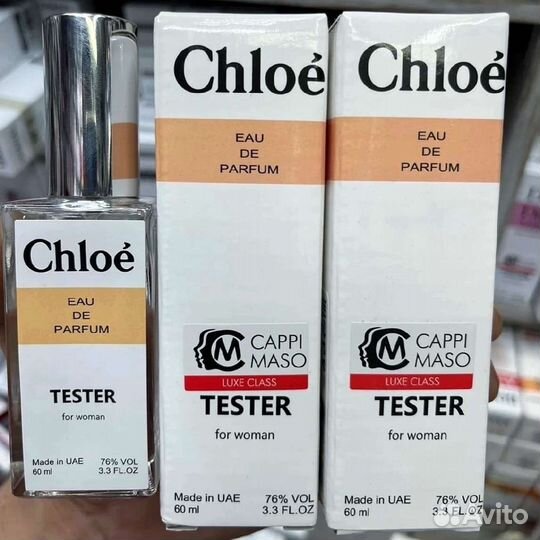 Chloé
EAU
DE
PARFUM
TESTER
for woman
Made in UAE 76% VOL
60 ml 3.3 FL.OZ
Chloé
EAU
DE
PARFUM
CM CAPPI
MASO
LUXE CLASS
TESTER
for woman
Made in UAE 76% VOL
60 ml 3.3 F.L.OZ
Chloé
EAU
DE
PARFUM
CM CAPPI
MASO
LUXE CLASS
TESTER
for woman
Made in UAE 76% VOL
60 ml 3.3 F.L.OZ
Avito